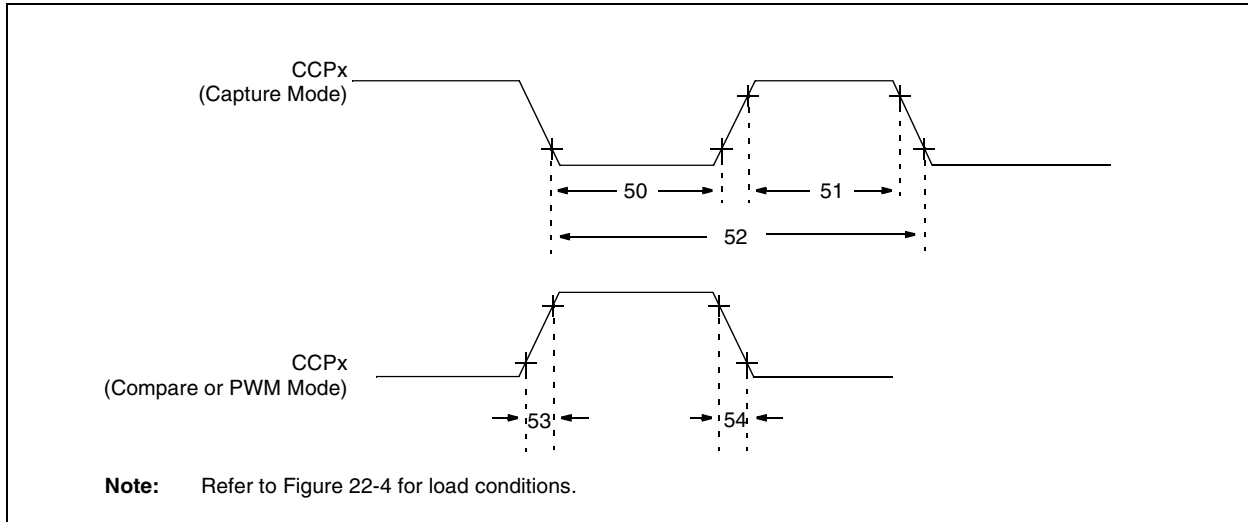 CCPx
(Capture Mode)
50
51
52
CCPx
(Compare or PWM Mode)
53
54
Note: Refer to Figure 22-4 for load conditions.